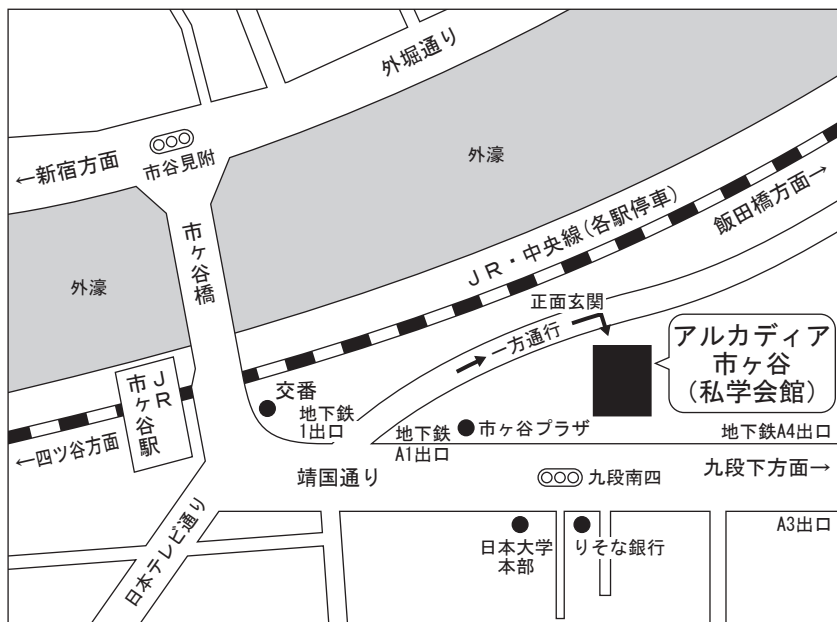 外堀通り
←新宿方面
市谷見附
外濠
市ヶ谷橋
外濠
JR・中央線(各駅停車)
飯田橋方面→
正面玄関
→一方通行
アルカディア
市ヶ谷
(私学会館)
JR
市ヶ谷駅
交番
地下鉄
1出口
地下鉄
A1出口
市ヶ谷プラザ
地下鉄A4出口
←四ツ谷方面
靖国通り
九段南四
九段下方面→
日本テレビ通り
日本大学
本部
りそな銀行
A3出口